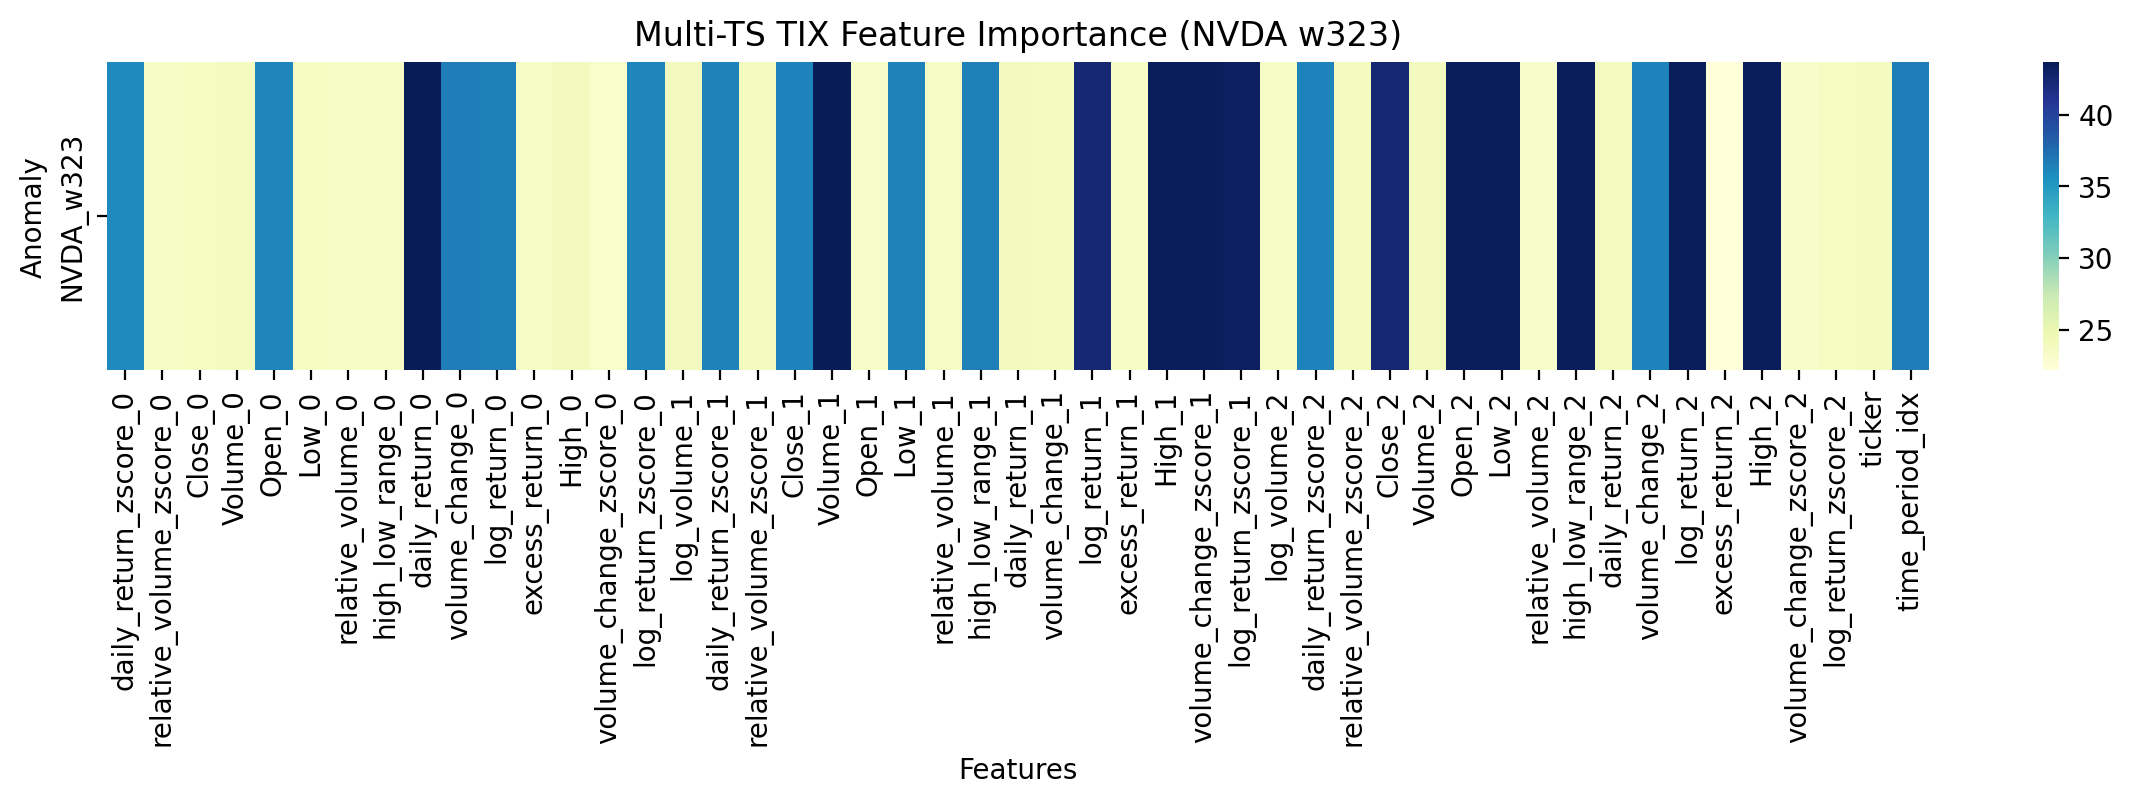 Multi-TS TIX Feature Importance (NVDA w323)
Anomaly
NVDA_w323
40
35
30
25
daily_return_zscore_0
relative_volume_zscore_0
Close_0
Volume_0
Open_0
Low_0
relative_volume_0
high_low_range_0
daily_return_0
volume_change_0
log_return_0
excess_return_0
High_0
volume_change_zscore_0
log_return_zscore_0
log_volume_1
daily_return_zscore_1
relative_volume_zscore_1
Close_1
Volume_1
Open_1
Low_1
relative_volume_1
high_low_range_1
daily_return_1
volume_change_1
log_return_1
excess_return_1
High_1
volume_change_zscore_1
log_return_zscore_1
log_volume_2
daily_return_zscore_2
relative_volume_zscore_2
Close_2
Volume_2
Open_2
Low_2
relative_volume_2
high_low_range_2
daily_return_2
volume_change_2
log_return_2
excess_return_2
High_2
volume_change_zscore_2
log_return_zscore_2
ticker
time_period_idx
Features